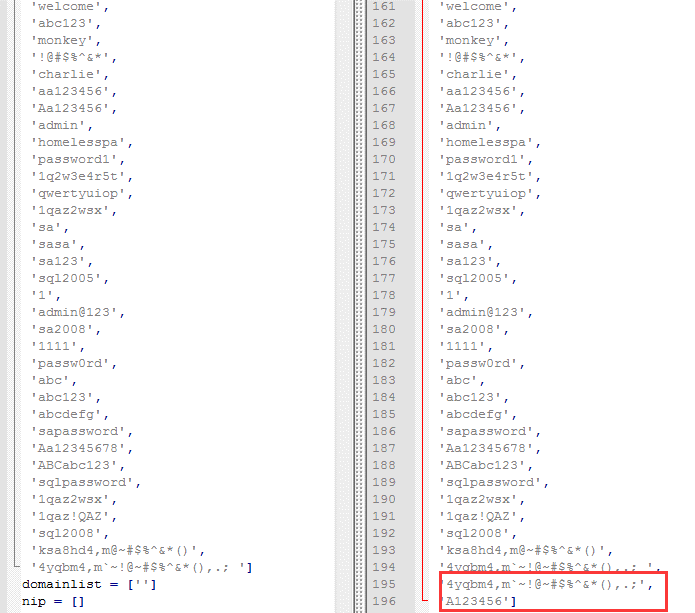 'welcome',
'abc123',
'monkey',
'!@#$%^&*',
'charlie',
'aa123456',
'Aa123456',
'admin',
'homelesspa',
'password1',
'1q2w3e4r5t',
'qwertyuiop',
'1qaz2wsx',
'sa',
'sasa',
'sa123',
'sql2005',
'1',
'admin@123',
'sa2008',
'1111',
'passw0rd',
'abc',
'abc123',
'abcdefg',
'sapassword',
'Aa12345678',
'ABCabc123',
'sqlpassword',
'1qaz2wsx',
'1qaz!QAZ',
'sql2008',
'ksa8hd4,m@~#$%^&*()',
'4yqbm4,m`~!@~#$%^&*(),.; ']
domainlist = ['']
nip = []
161 'welcome',
162 'abc123',
163 'monkey',
164 '!@#$%^&*',
165 'charlie',
166 'aa123456',
167 'Aa123456',
168 'admin',
169 'homelesspa',
170 'password1',
171 '1q2w3e4r5t',
172 'qwertyuiop',
173 '1qaz2wsx',
174 'sa',
175 'sasa',
176 'sa123',
177 'sql2005',
178 '1',
179 'admin@123',
180 'sa2008',
181 '1111',
182 'passw0rd',
183 'abc',
184 'abc123',
185 'abcdefg',
186 'sapassword',
187 'Aa12345678',
188 'ABCabc123',
189 'sqlpassword',
190 '1qaz2wsx',
191 '1qaz!QAZ',
192 'sql2008',
193 'ksa8hd4,m@~#$%^&*()',
194 '4yqbm4,m`~!@~#$%^&*(),.; ',
195 '4yqbm4,m`~!@~#$%^&*(),.;',
196 'A123456']